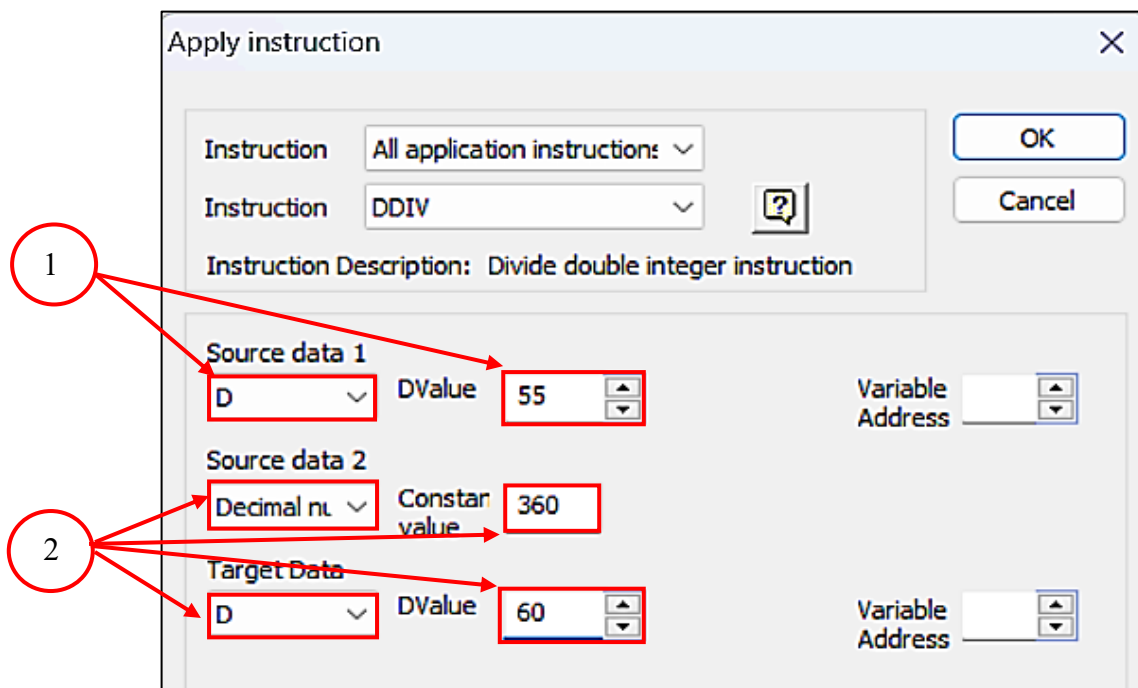 Apply instruction
Instruction All application instructions OK
Instruction DDIV Cancel
1 Instruction Description: Divide double integer instruction
Source data 1
D DValue 55 Variable Address
Source data 2
Decimal nu Constan value 360
2
Target Data
D DValue 60 Variable Address